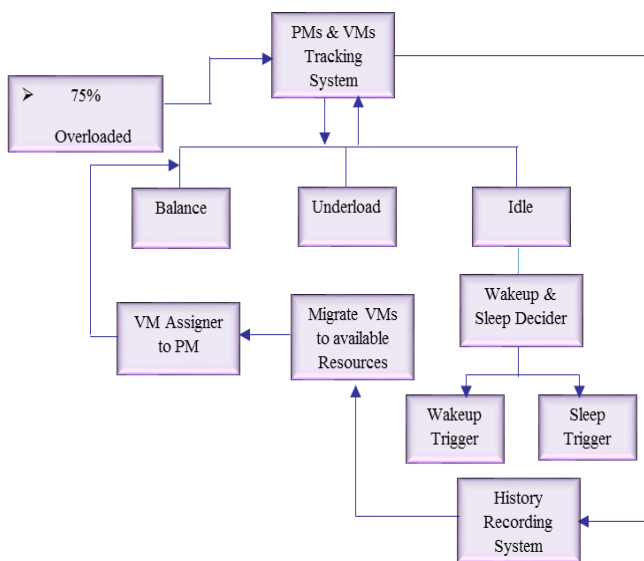 PMs & VMs
Tracking
System
➢ 75%
Overloaded
Balance
Underload
Idle
Wakeup &
Sleep Decider
Migrate VMs
to available
Resources
VM Assigner
to PM
Wakeup
Trigger
Sleep
Trigger
History
Recording
System